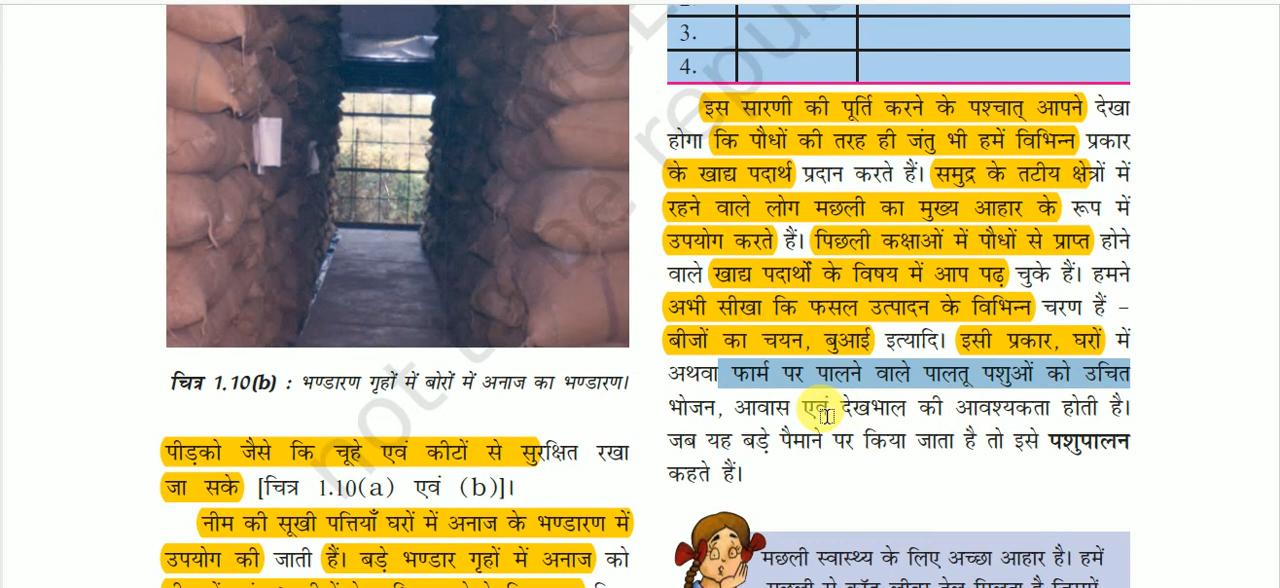 चित्र 1.10(b) : भण्डारण गृहों में बोरों में अनाज का भण्डारण।
पीड़को जैसे कि चूहे एवं कीटों से सुरक्षित रखा
जा सके [चित्र 1.10(a) एवं (b)]।
नीम की सूखी पत्तियाँ घरों में अनाज के भण्डारण में
उपयोग की जाती हैं। बड़े भण्डार गृहों में अनाज को
3.
4.
इस सारणी की पूर्ति करने के पश्चात् आपने देखा
होगा कि पौधों की तरह ही जंतु भी हमें विभिन्न प्रकार
के खाद्य पदार्थ प्रदान करते हैं। समुद्र के तटीय क्षेत्रों में
रहने वाले लोग मछली का मुख्य आहार के रूप में
उपयोग करते हैं। पिछली कक्षाओं में पौधों से प्राप्त होने
वाले खाद्य पदार्थों के विषय में आप पढ़ चुके हैं। हमने
अभी सीखा कि फसल उत्पादन के विभिन्न चरण हैं –
बीजों का चयन, बुआई इत्यादि। इसी प्रकार, घरों में
अथवा फार्म पर पालने वाले पालतू पशुओं को उचित
भोजन, आवास एवं देखभाल की आवश्यकता होती है।
जब यह बड़े पैमाने पर किया जाता है तो इसे पशुपालन
कहते हैं।
मछली स्वास्थ्य के लिए अच्छा आहार है। हमें
not be republ